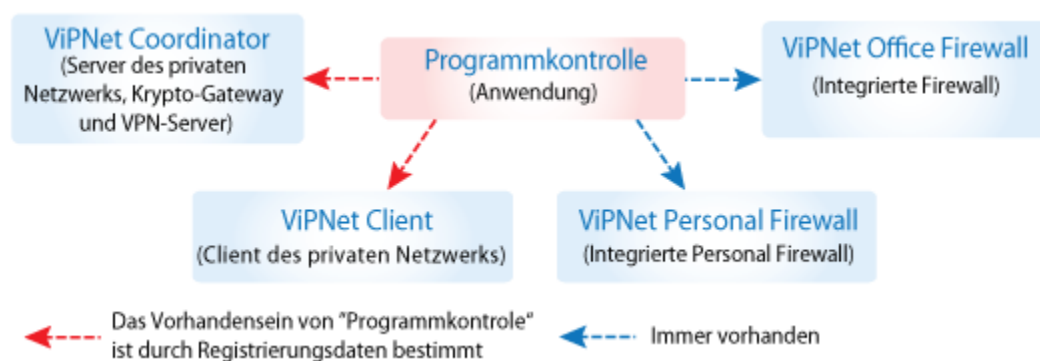 ViPNet Coordinator
(Server des privaten
Netzwerks, Krypto-Gateway
und VPN-Server)
Programmkontrolle
(Anwendung)
ViPNet Office Firewall
(Integrierte Firewall)
ViPNet Client
(Client des privaten Netzwerks)
ViPNet Personal Firewall
(Integrierte Personal Firewall)
Das Vorhandensein von "Programmkontrole"
ist durch Registrierungsdaten bestimmt
Immer vorhanden